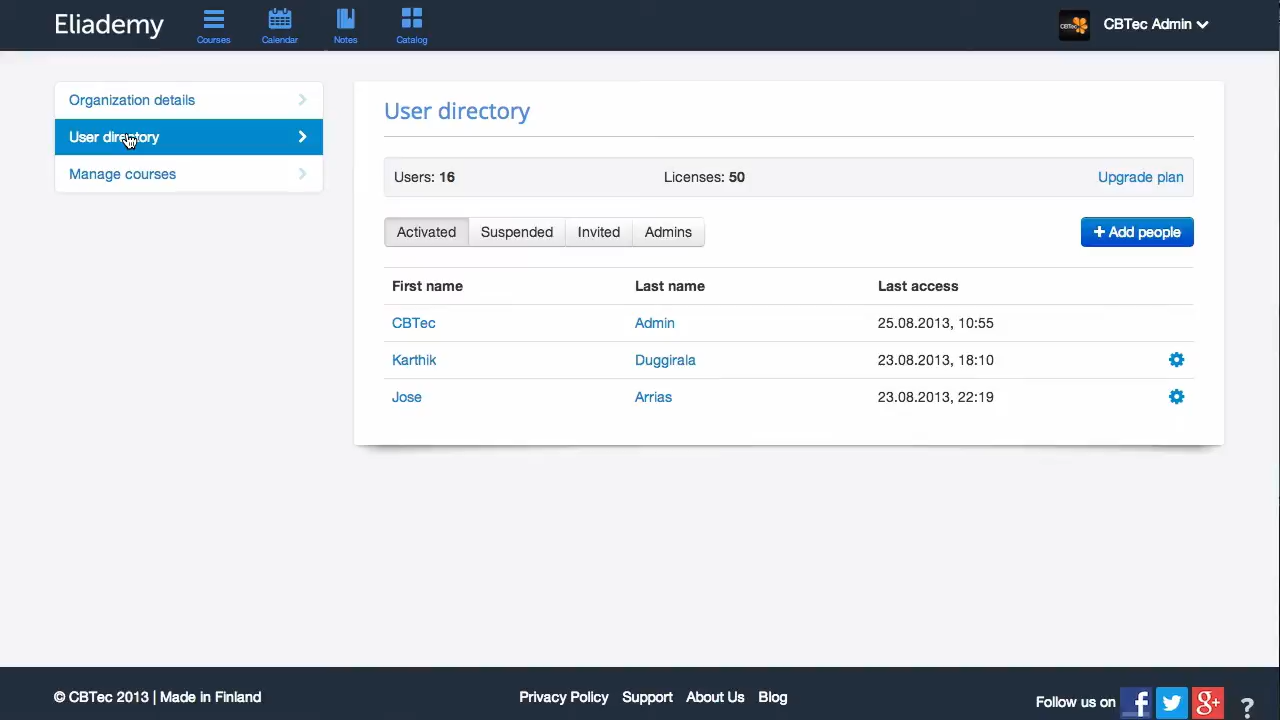 Eliademy
Courses
Calendar
Notes
Catalog
CBTec
CBTec Admin
Organization details
User directory
Manage courses
User directory
Users: 16
Licenses: 50
Upgrade plan
Activated
Suspended
Invited
Admins
+ Add people
First name Last name Last access
CBTec Admin 25.08.2013, 10:55
Karthik Duggirala 23.08.2013, 18:10
Jose Arrias 23.08.2013, 22:19
© CBTec 2013 | Made in Finland
Privacy Policy Support About Us Blog
Follow us on
f
g+
?